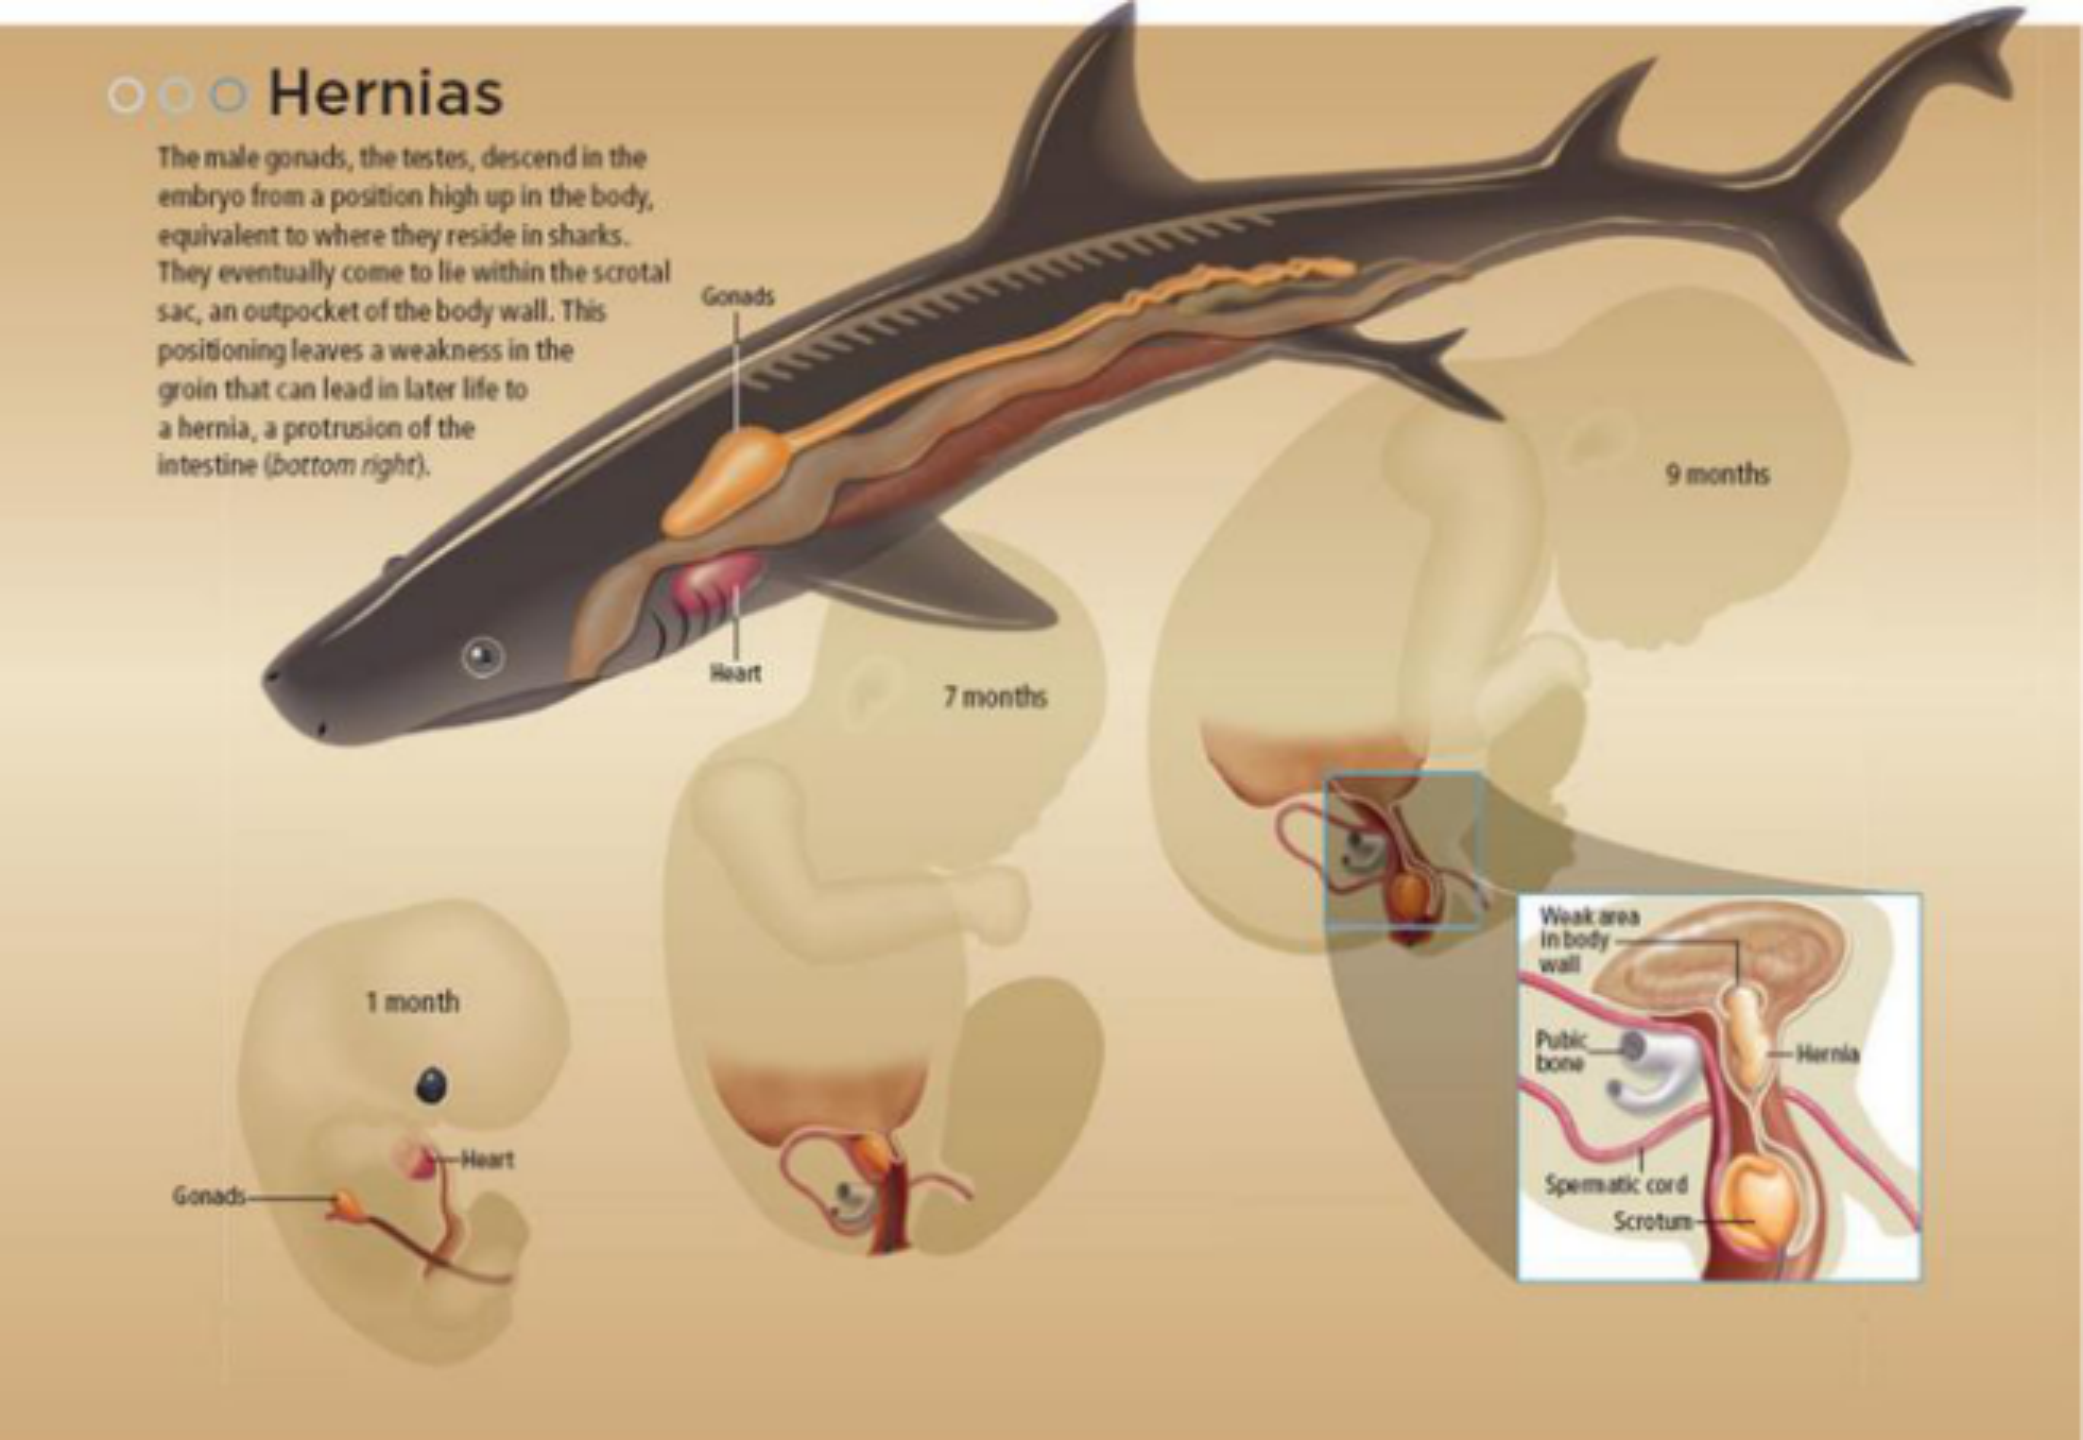 Hernias
The male gonads, the testes, descend in the
embryo from a position high up in the body,
equivalent to where they reside in sharks.
They eventually come to lie within the scrotal
sac, an outpocket of the body wall. This
positioning leaves a weakness in the
groin that can lead in later life to
a hernia, a protrusion of the
intestine (bottom right).
Gonads
Heart
9 months
7 months
1 month
Heart
Gonads
Weak area
in body
wall
Pubic
bone
Hernia
Spermatic cord
Scrotum